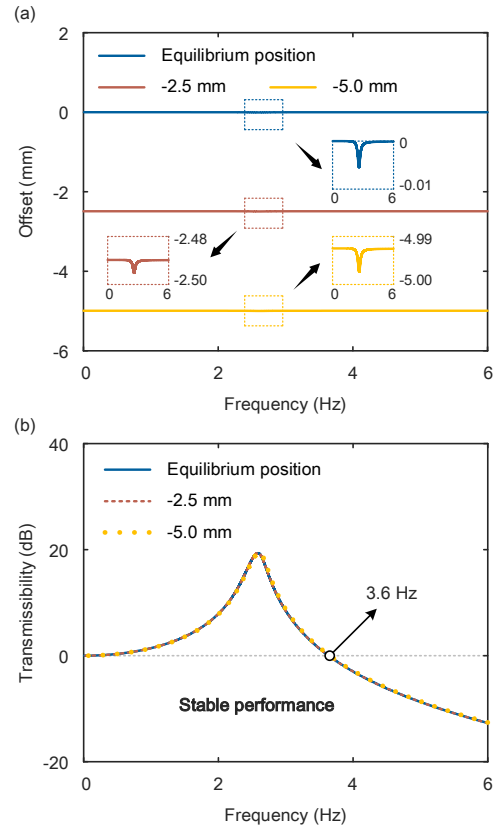 (a)
2
Equilibrium position
-2.5 mm
-5.0 mm
0
0
-0.01
0
6
Offset (mm)
-2
-2.48
-2.50
0
6
-4.99
-5.00
0
6
-4
-6
0
2
4
6
Frequency (Hz)
(b)
40
Equilibrium position
-2.5 mm
-5.0 mm
20
3.6 Hz
Transmissibility (dB)
0
Stable performance
-20
0
2
4
6
Frequency (Hz)